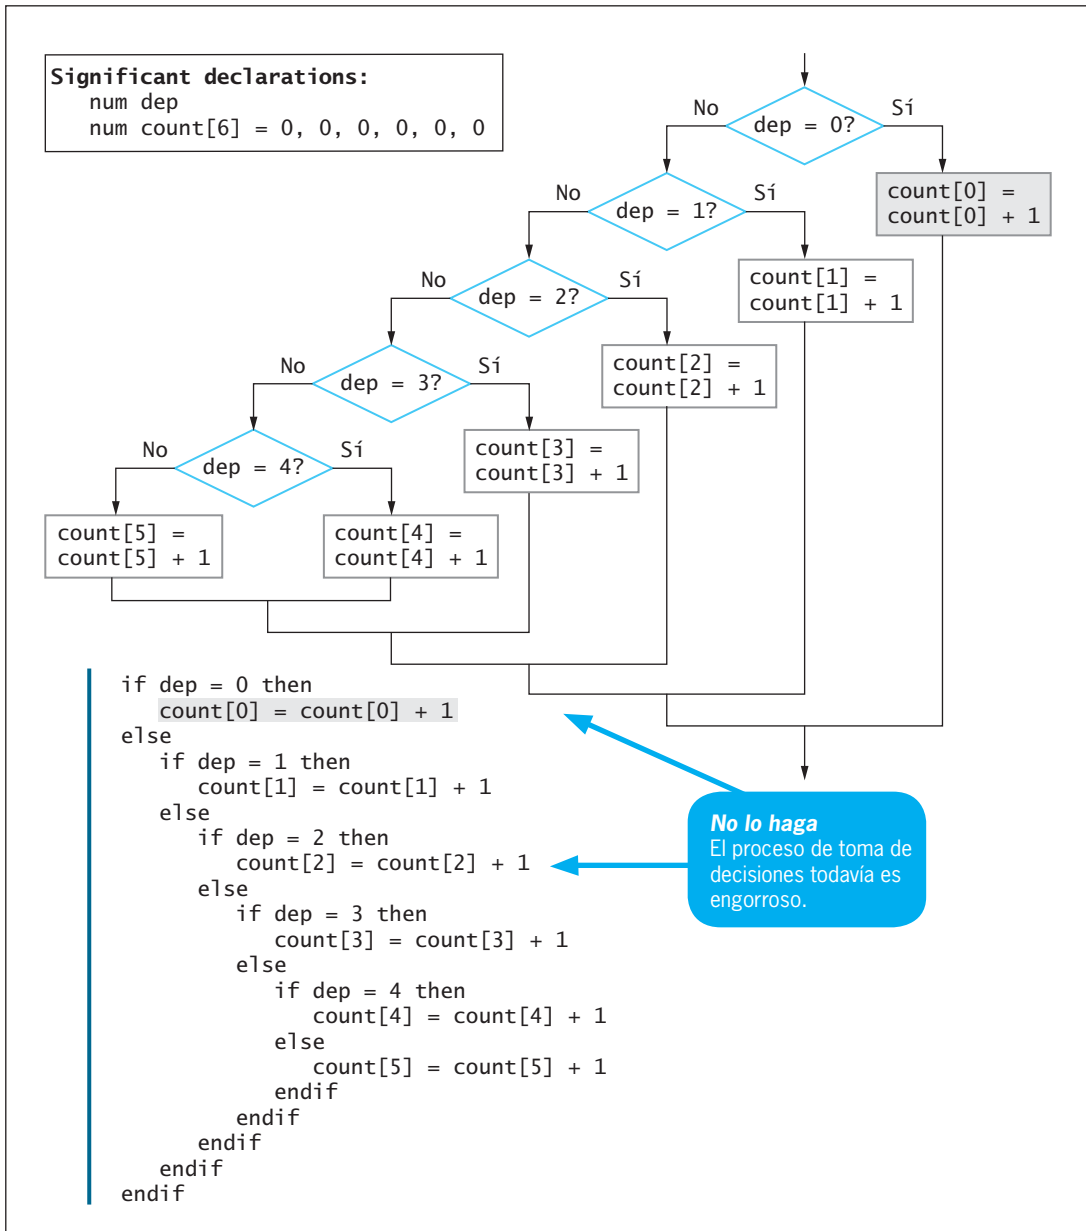 Significant declarations:
num dep
num count[6] = 0, 0, 0, 0, 0, 0
No
dep = 0?
Sí
count[0] =
count[0] + 1
No
dep = 1?
Sí
count[1] =
count[1] + 1
No
dep = 2?
Sí
count[2] =
count[2] + 1
No
dep = 3?
Sí
count[3] =
count[3] + 1
No
dep = 4?
Sí
count[5] =
count[5] + 1
count[4] =
count[4] + 1
if dep = 0 then
count[0] = count[0] + 1
else
if dep = 1 then
count[1] = count[1] + 1
else
if dep = 2 then
count[2] = count[2] + 1
else
if dep = 3 then
count[3] = count[3] + 1
else
if dep = 4 then
count[4] = count[4] + 1
else
count[5] = count[5] + 1
endif
endif
endif
endif
endif
No lo haga
El proceso de toma de
decisiones todavía es
engorroso.